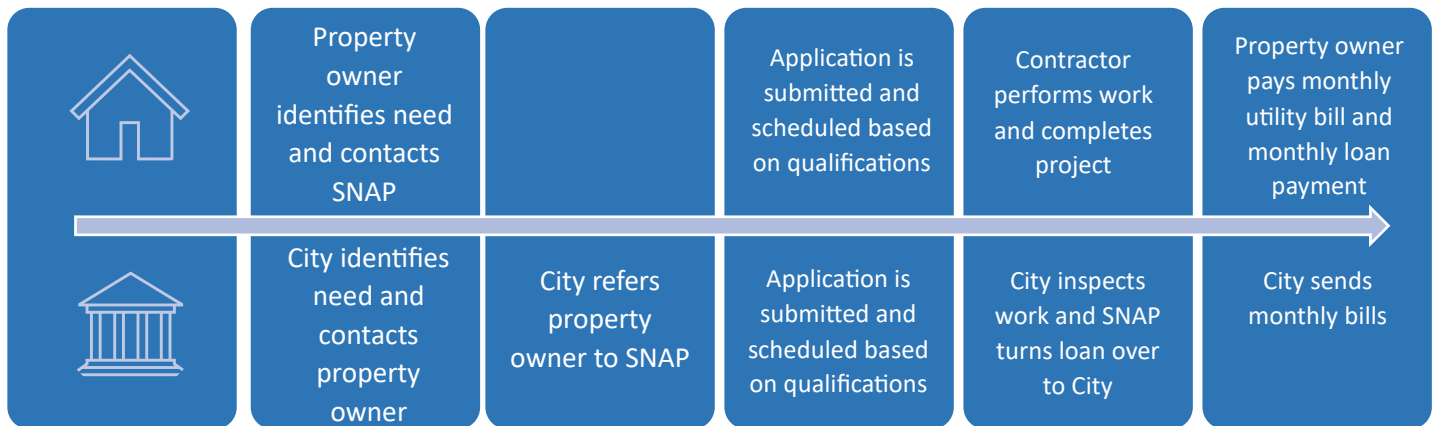 Property
owner
identifies need
and contacts
SNAP
Application is
submitted and
scheduled based
on qualifications
Contractor
performs work
and completes
project
Property owner
pays monthly
utility bill and
monthly loan
payment
City identifies
need and
contacts
property
owner
City refers
property
owner to SNAP
Application is
submitted and
scheduled based
on qualifications
City inspects
work and SNAP
turns loan over
to City
City sends
monthly bills